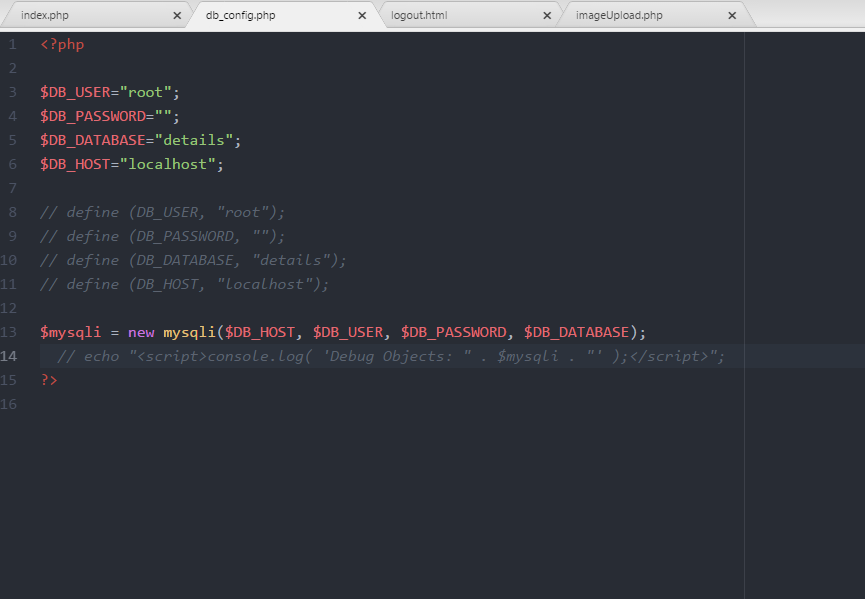 index.php × db_config.php × logout.html × imageUpload.php ×
1 <?php
2
3 $DB_USER="root";
4 $DB_PASSWORD="";
5 $DB_DATABASE="details";
6 $DB_HOST="localhost";
7
8 // define (DB_USER, "root");
9 // define (DB_PASSWORD, "");
10 // define (DB_DATABASE, "details");
11 // define (DB_HOST, "localhost");
12
13 $mysqli = new mysqli($DB_HOST, $DB_USER, $DB_PASSWORD, $DB_DATABASE);
14 // echo "<script>console.log( 'Debug Objects: " . $mysqli . "' );</script>";
15 ?>
16